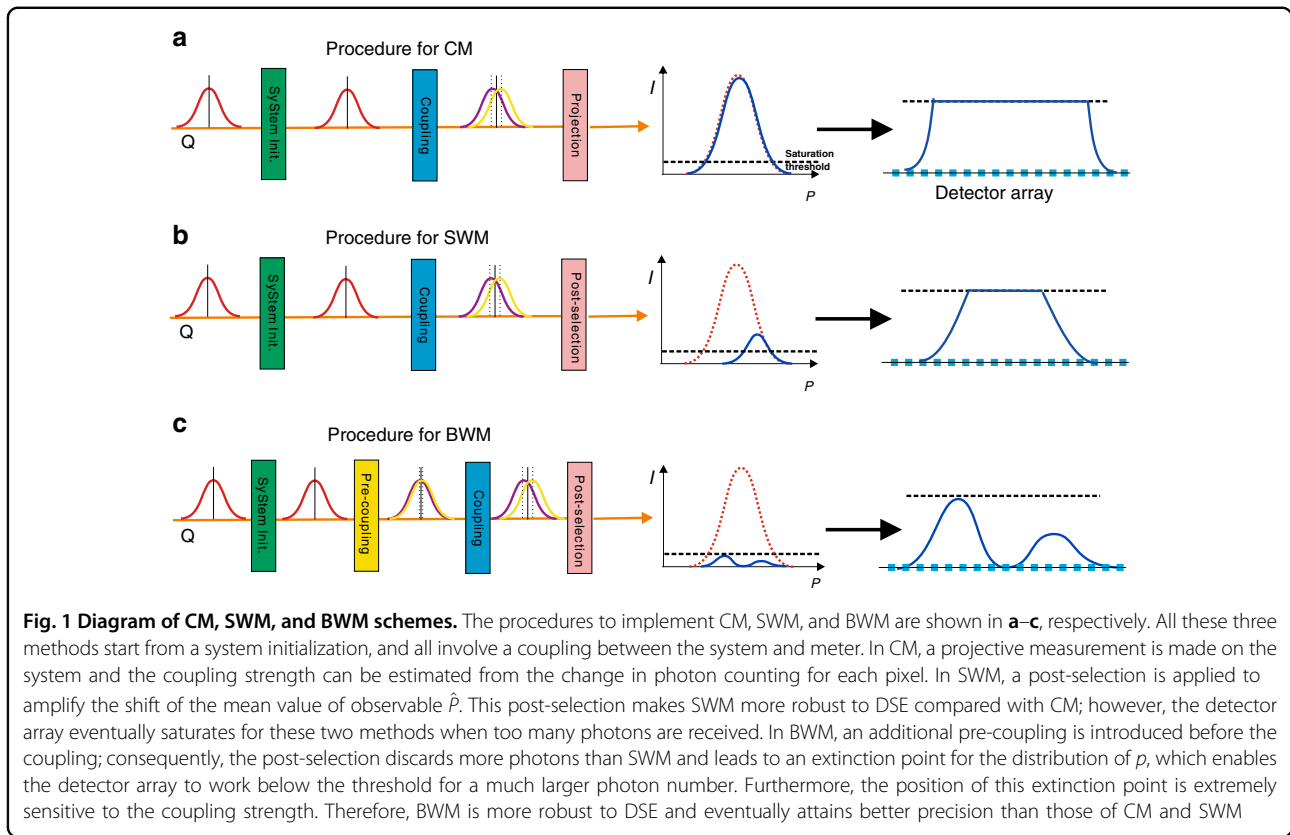 a
Procedure for CM
Q
SyStem Init.
Coupling
Projection
I
Saturation
threshold
P
Detector array
b
Procedure for SWM
Q
SyStem Init.
Coupling
Post-selection
I
P
c
Procedure for BWM
Q
SyStem Init.
Pre-coupling
Coupling
Post-selection
I
P
Fig. 1 Diagram of CM, SWM, and BWM schemes. The procedures to implement CM, SWM, and BWM are shown in a–c, respectively. All these three
methods start from a system initialization, and all involve a coupling between the system and meter. In CM, a projective measurement is made on the
system and the coupling strength can be estimated from the change in photon counting for each pixel. In SWM, a post-selection is applied to
amplify the shift of the mean value of observable P̂. This post-selection makes SWM more robust to DSE compared with CM; however, the detector
array eventually saturates for these two methods when too many photons are received. In BWM, an additional pre-coupling is introduced before the
coupling; consequently, the post-selection discards more photons than SWM and leads to an extinction point for the distribution of p, which enables
the detector array to work below the threshold for a much larger photon number. Furthermore, the position of this extinction point is extremely
sensitive to the coupling strength. Therefore, BWM is more robust to DSE and eventually attains better precision than those of CM and SWM